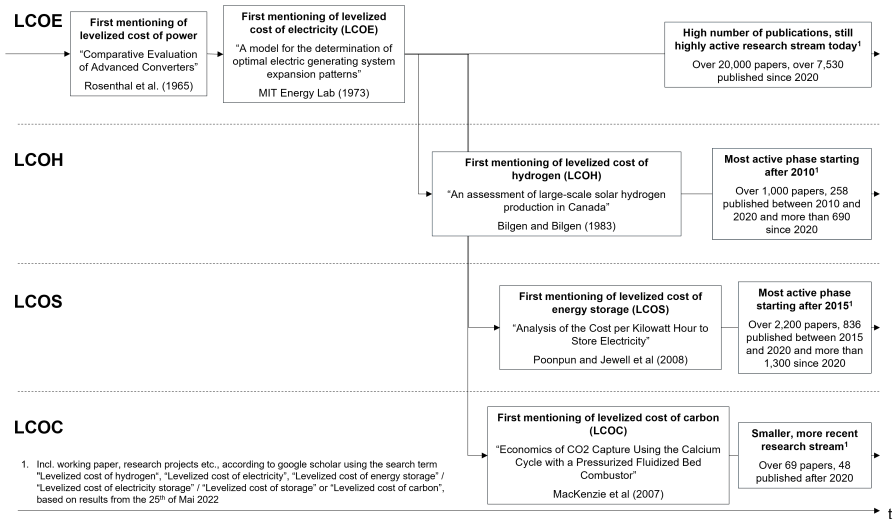 LCOE
First mentioning of
levelized cost of power
“Comparative Evaluation
of Advanced Converters”
Rosenthal et al. (1965)
First mentioning of levelized
cost of electricity (LCOE)
“A model for the determination of
optimal electric generating system
expansion patterns”
MIT Energy Lab (1973)
High number of publications, still
highly active research stream today1
Over 20,000 papers, over 7,530
published since 2020
LCOH
First mentioning of levelized cost of
hydrogen (LCOH)
“An assessment of large-scale solar hydrogen
production in Canada”
Bilgen and Bilgen (1983)
Most active phase starting
after 20101
Over 1,000 papers, 258
published between 2010 and
2020 and more than 690
since 2020
LCOS
First mentioning of levelized cost of
energy storage (LCOS)
“Analysis of the Cost per Kilowatt Hour to
Store Electricity”
Poonpun and Jewell et al (2008)
Most active phase
starting after 20151
Over 2,200 papers, 836
published between 2015
and 2020 and more than
1,300 since 2020
LCOC
First mentioning of levelized cost of carbon
(LCOC)
“Economics of CO2 Capture Using the Calcium
Cycle with a Pressurized Fluidized Bed
Combustor”
MacKenzie et al (2007)
Smaller, more recent
research stream1
Over 69 papers, 48
published after 2020
1. Incl. working paper, research projects etc., according to google scholar using the search term
"Levelized cost of hydrogen“, “Levelized cost of electricity”, “Levelized cost of energy storage” /
“Levelized cost of electricity storage” / “Levelized cost of storage” or “Levelized cost of carbon”,
based on results from the 25th of Mai 2022
t